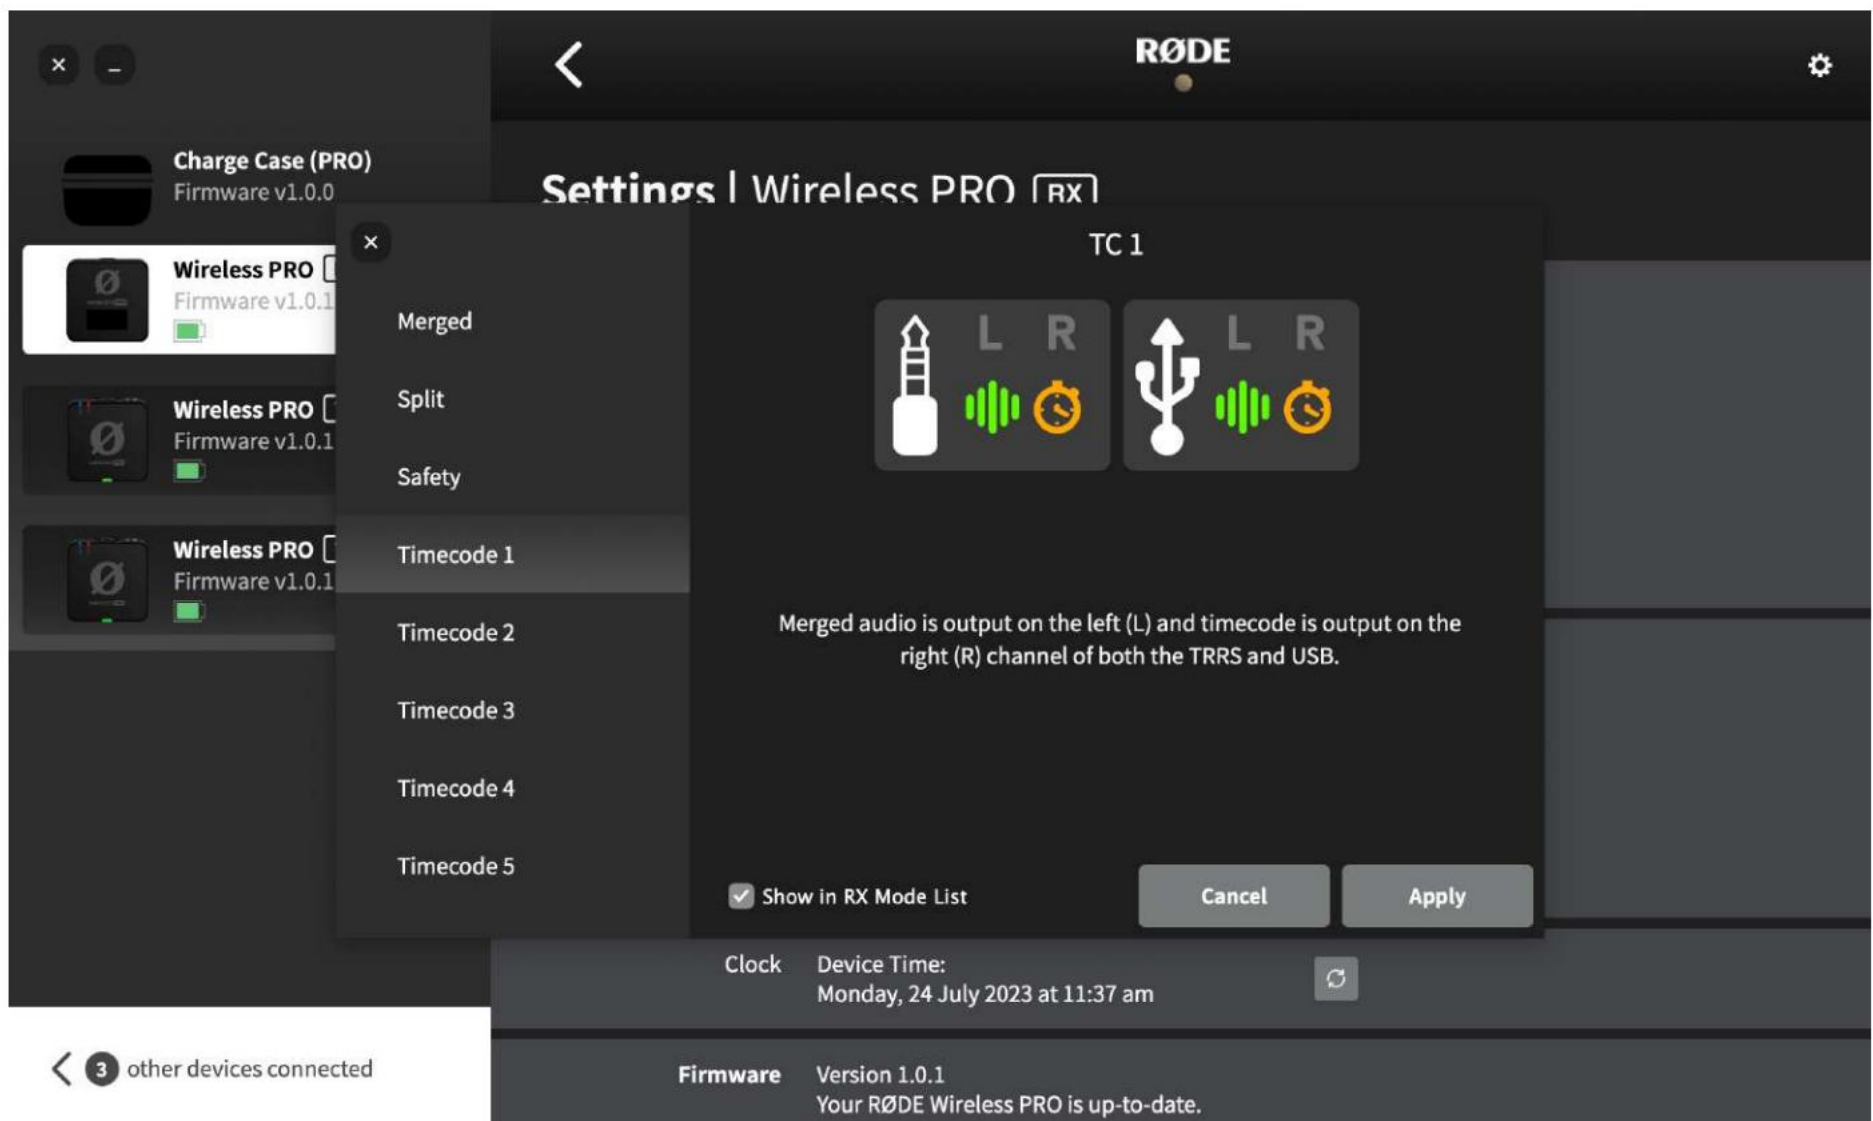 RØDE
Charge Case (PRO)
Firmware v1.0.0
Settings | Wireless PRO RX
Wireless PRO
Firmware v1.0.1
Wireless PRO
Firmware v1.0.1
Wireless PRO
Firmware v1.0.1
Merged
Split
Safety
Timecode 1
Timecode 2
Timecode 3
Timecode 4
Timecode 5
TC 1
L R
L R
Merged audio is output on the left (L) and timecode is output on the
right (R) channel of both the TRRS and USB.
Show in RX Mode List
Cancel
Apply
Clock
Device Time:
Monday, 24 July 2023 at 11:37 am
Firmware
Version 1.0.1
Your RØDE Wireless PRO is up-to-date.
3 other devices connected